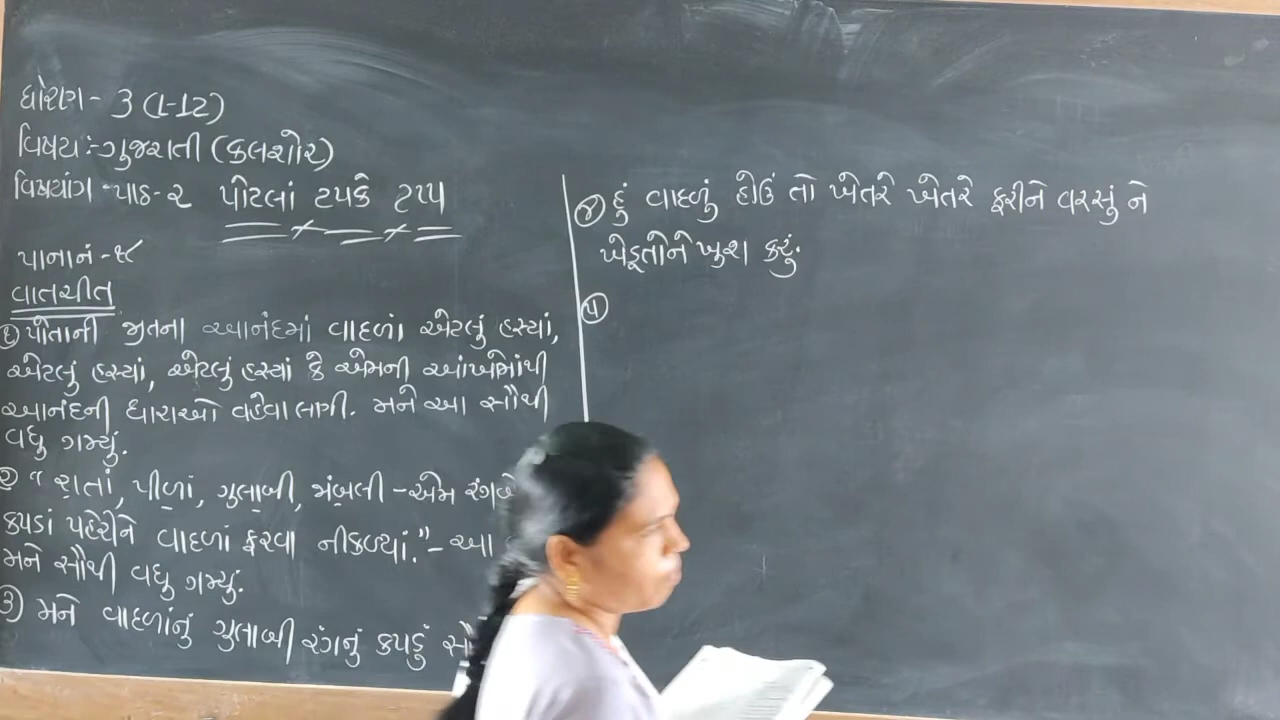 ધોરણ - 3 (1-12)
વિષય :- ગુજરાતી (કલશોર)
વિષયાંગ - પાઠ-૨ પોટલાં ટપકે ટપ્પ
પાના નં - ૧૮
વાતચીત
૧ પોતાની જીતના આનંદમાં વાદળાં એટલું હસ્યાં,
એટલું હસ્યાં, એટલું હસ્યાં કે એમની આંખોમાંથી
આનંદની ધારાઓ વહેવા લાગી. મને આ સૌથી
વધુ ગમ્યું.
૨ "રાતાં, પીળાં, ગુલાબી, જાંબલી - એમ
કપડાં પહેરીને વાદળાં ફરવા નીકળ્યાં." - આ
મને સૌથી વધુ ગમ્યું.
૩ મને વાદળાંનું ગુલાબી રંગનું કપડું
૪ હું વાદળું હોઉં તો ખેતરે ખેતરે ફરીને વરસું ને
ખેડૂતોને ખુશ કરું.
૫